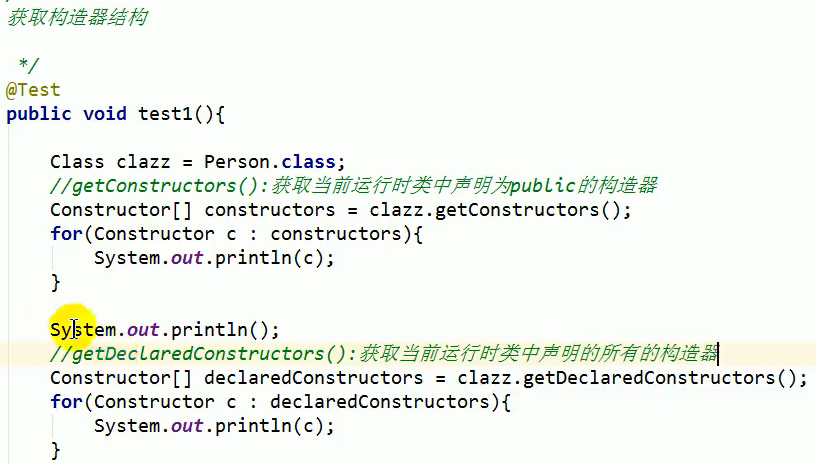 获取构造器结构
*/
@Test
public void test1(){
Class clazz = Person.class;
//getConstructors():获取当前运行时类中声明为public的构造器
Constructor[] constructors = clazz.getConstructors();
for(Constructor c : constructors){
System.out.println(c);
}
System.out.println();
//getDeclaredConstructors():获取当前运行时类中声明的所有的构造器
Constructor[] declaredConstructors = clazz.getDeclaredConstructors();
for(Constructor c : declaredConstructors){
System.out.println(c);
}